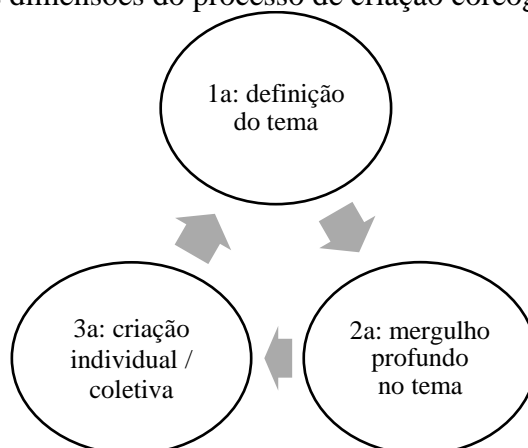 dimensões do processo de criação
1a: definição
do tema
3a: criação
individual /
coletiva
2a: mergulho
profundo
no tema